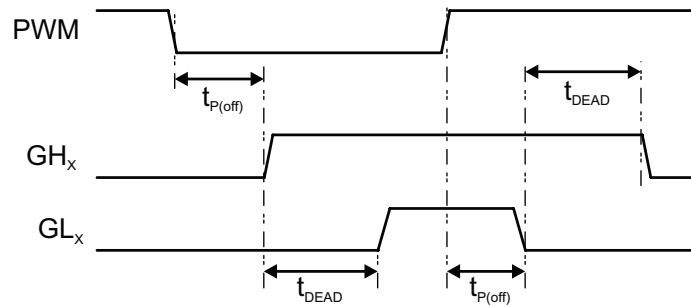 PWM
tP(off)
tDEAD
GHX
GLX
tDEAD
tP(off)